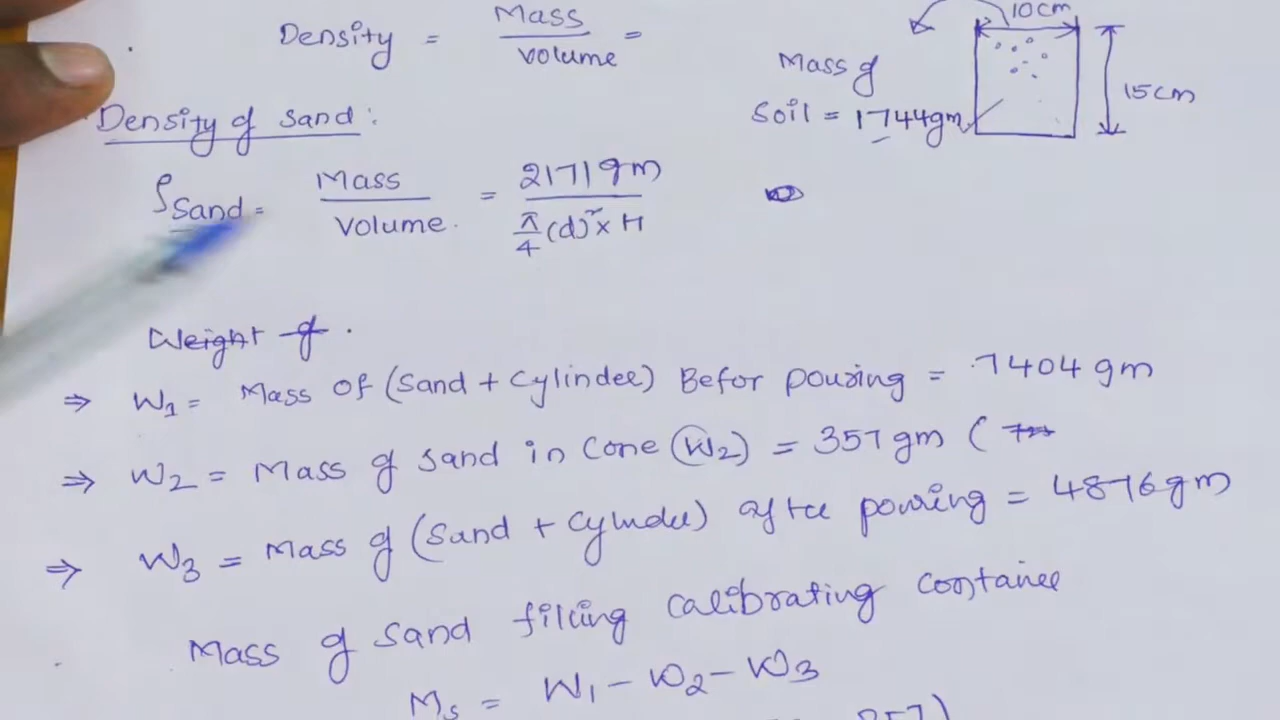 Density = Mass / Volume =
10cm
15cm
Mass of
Soil = 1744gm
Density of sand :
ρSand = Mass / Volume = 2171gm / π/4 (d)² x H
Weight of .
⇒ W1 = Mass Of (Sand + Cylinder) Befor pouring = 7404 gm
⇒ W2 = Mass of sand in Cone (W2) = 357 gm (
⇒ W3 = Mass of (Sand + Cylinder) after pouring = 4876gm
Mass of sand filling Calibrating Container
Ms = W1 - W2 - W3
357)